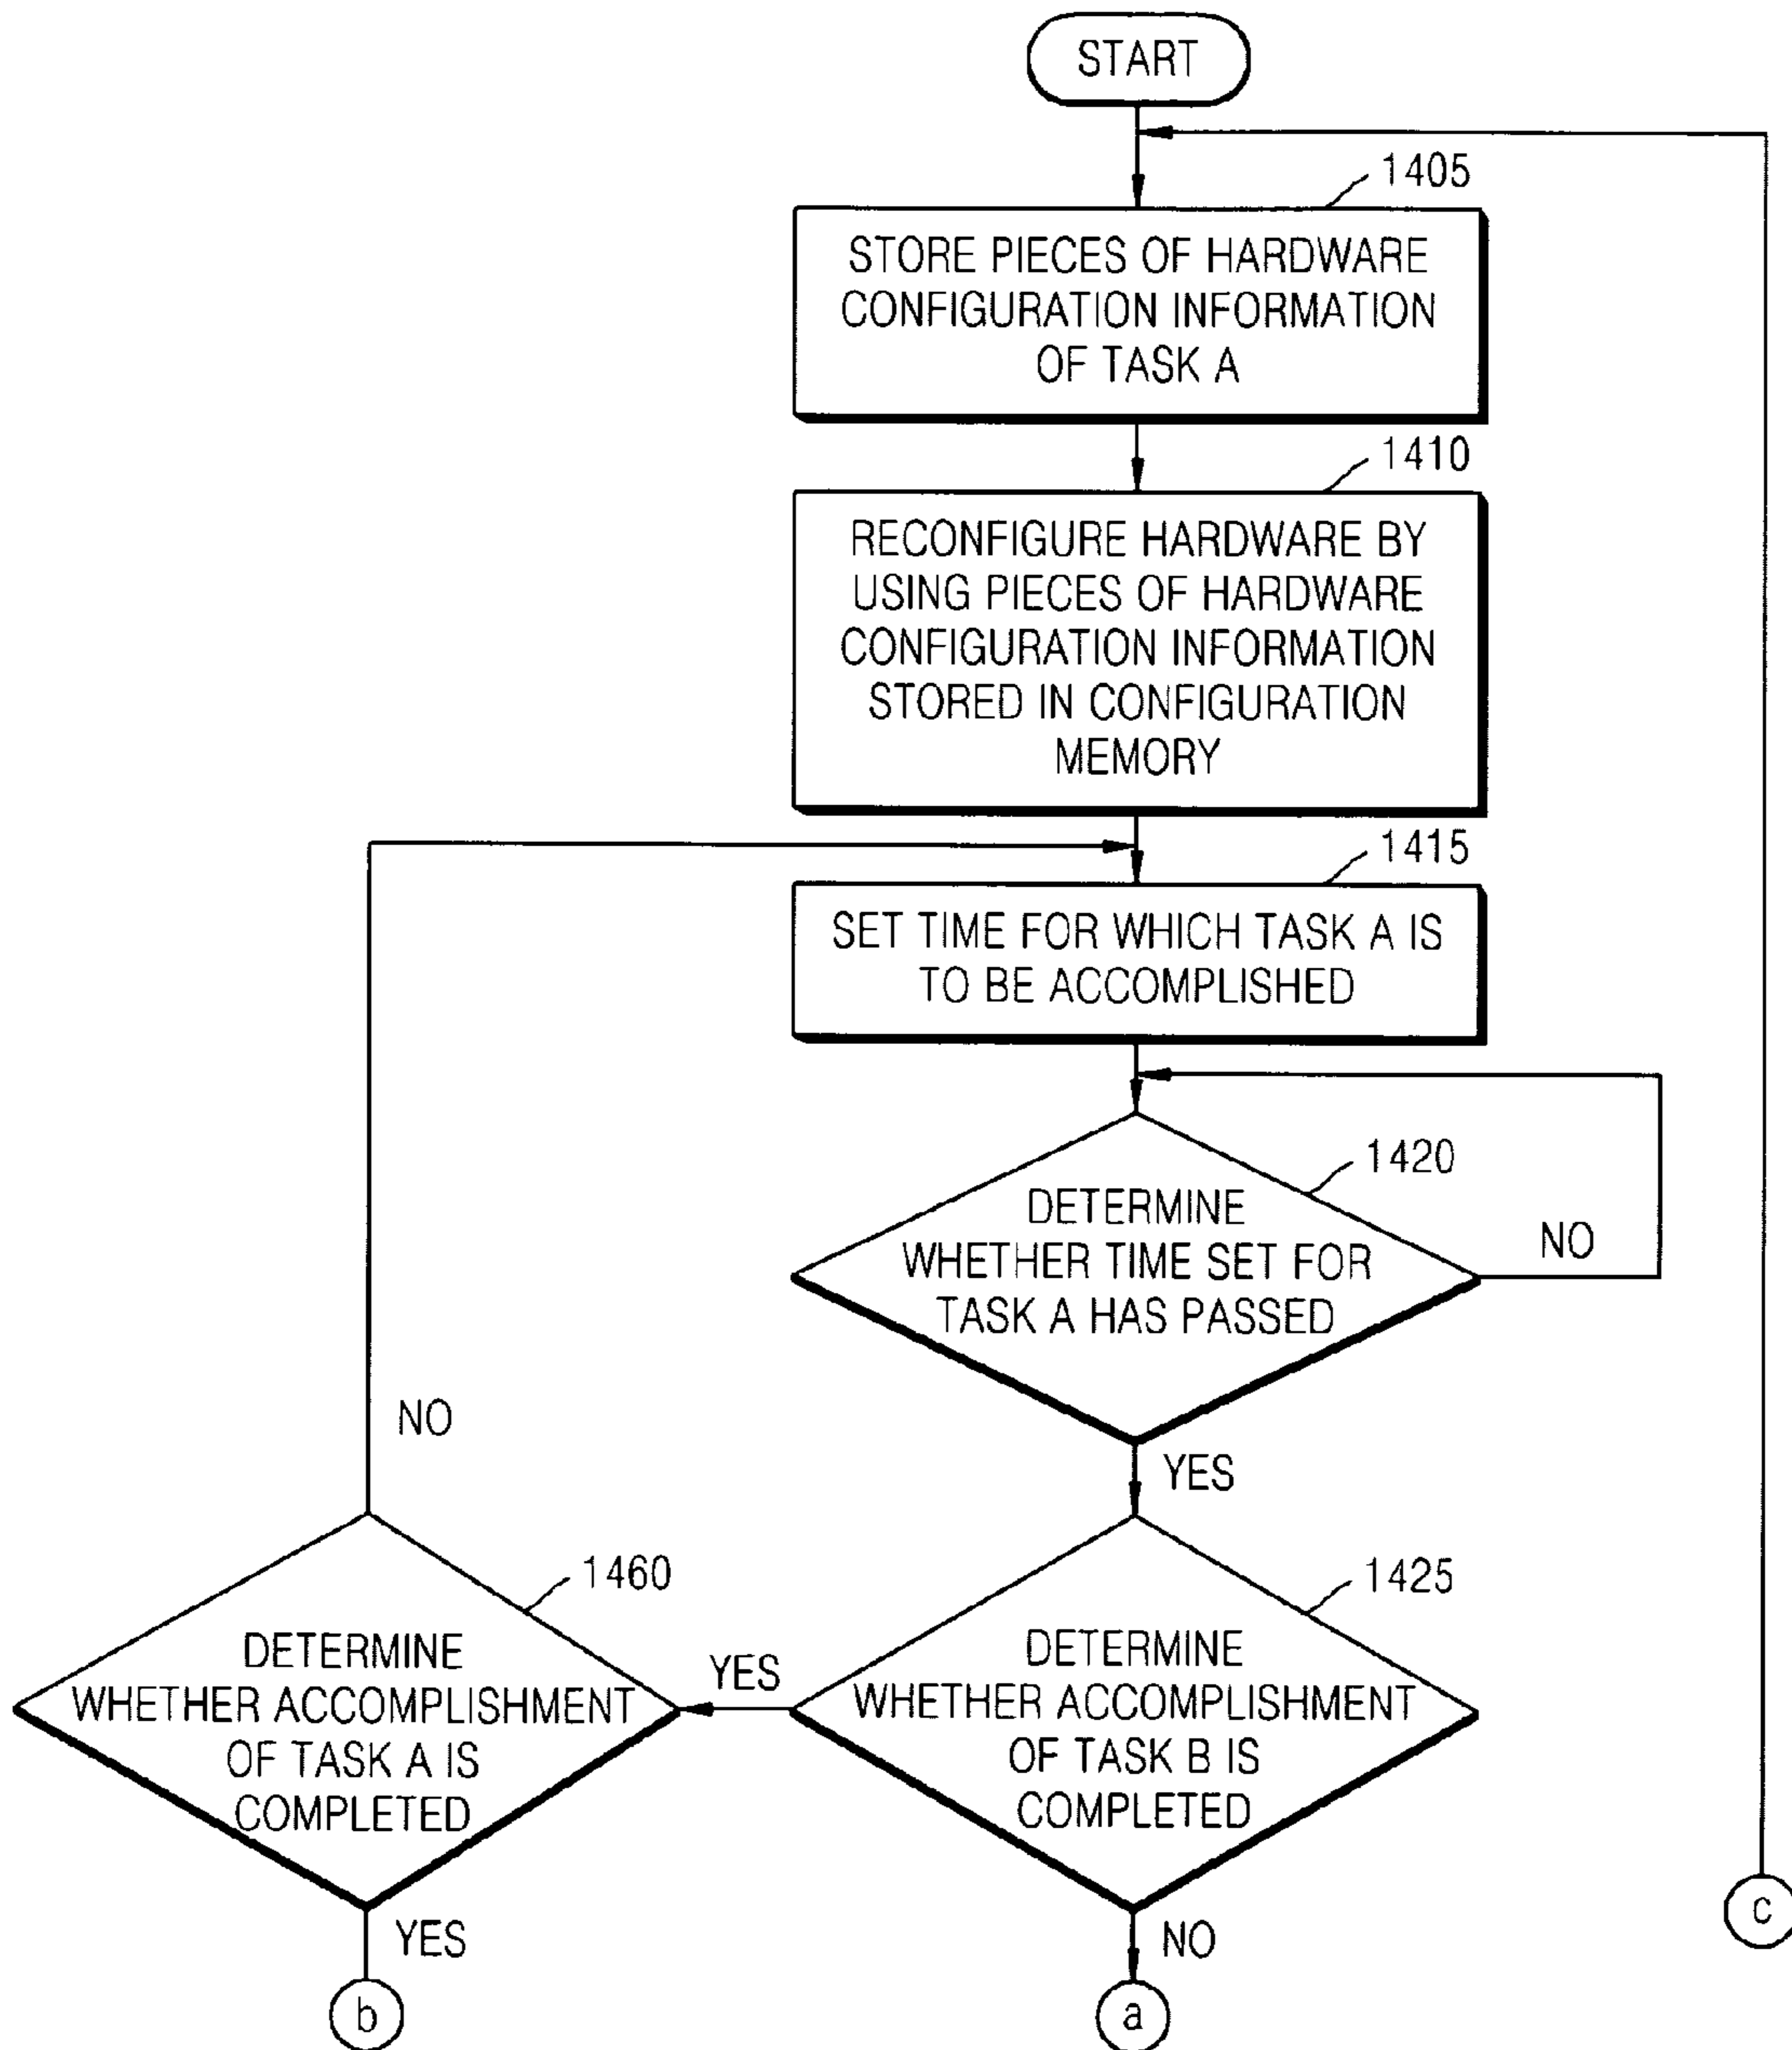 START
1405
STORE PIECES OF HARDWARE
CONFIGURATION INFORMATION
OF TASK A
1410
RECONFIGURE HARDWARE BY
USING PIECES OF HARDWARE
CONFIGURATION INFORMATION
STORED IN CONFIGURATION
MEMORY
1415
SET TIME FOR WHICH TASK A IS
TO BE ACCOMPLISHED
1420
DETERMINE
WHETHER TIME SET FOR
TASK A HAS PASSED
NO
NO
YES
1460
DETERMINE
WHETHER ACCOMPLISHMENT
OF TASK A IS
COMPLETED
YES
1425
DETERMINE
WHETHER ACCOMPLISHMENT
OF TASK B IS
COMPLETED
YES
NO
b
a
c